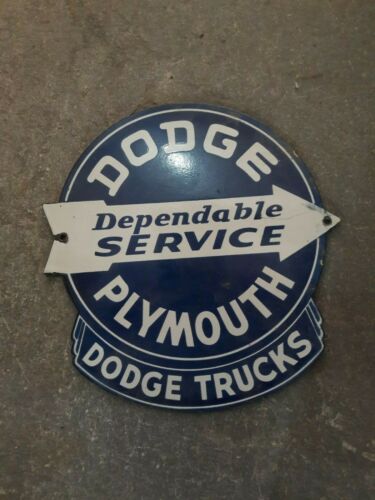 DODGE
Dependable
SERVICE
PLYMOUTH
DODGE TRUCKS